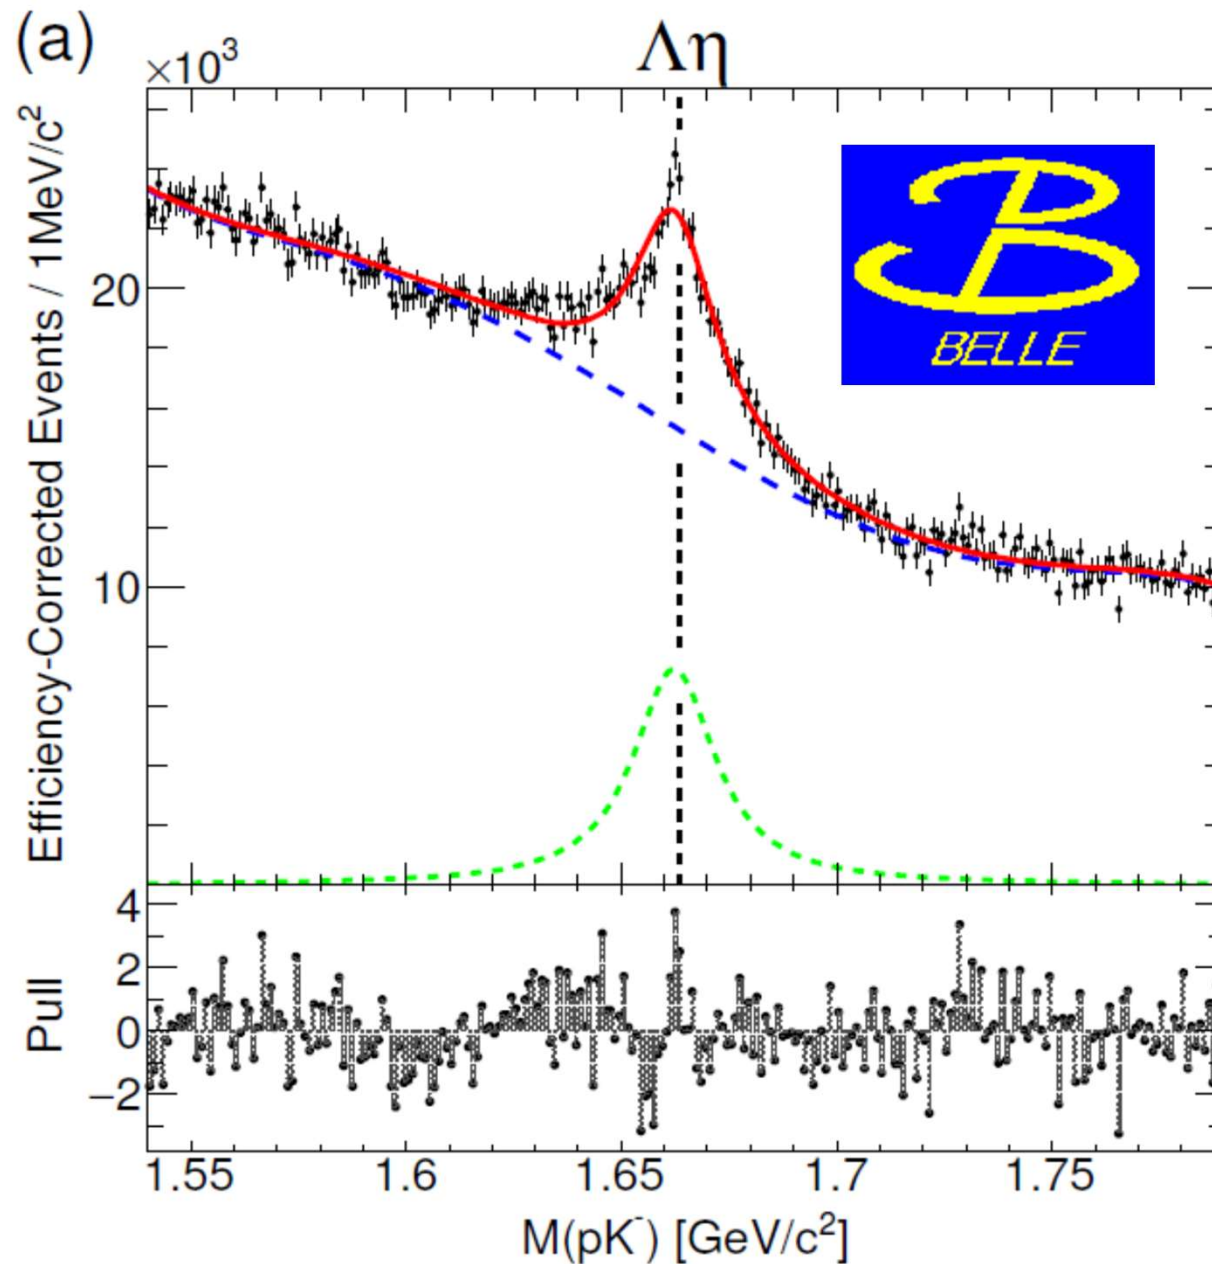 (a)
×10³
Λη
Efficiency-Corrected Events / 1MeV/c²
20
10
B
BELLE
Pull
4
2
0
−2
1.55 1.6 1.65 1.7 1.75
M(pK⁻) [GeV/c²]